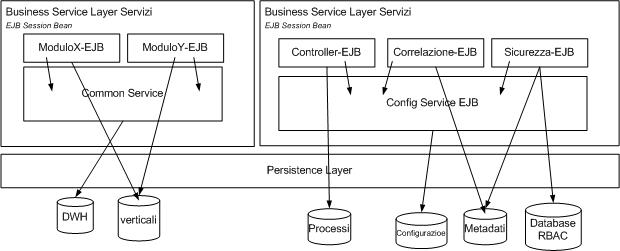 Business Service Layer Servizi
EJB Session Bean
ModuloX-EJB
ModuloY-EJB
Common Service
Business Service Layer Servizi
EJB Session Bean
Controller-EJB
Correlazione-EJB
Sicurezza-EJB
Config Service EJB
Persistence Layer
DWH
verticali
Processi
Configurazioe
Metadati
Database
RBAC